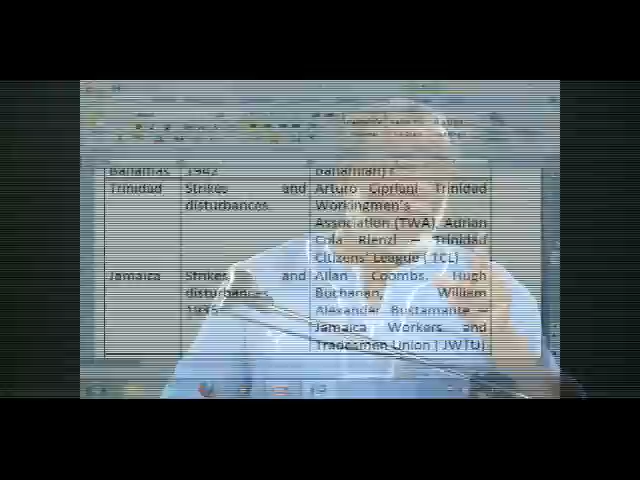 Bahamas 1942 Bahamian) r
Trinidad Strikes and Arturo Cipriani- Trinidad
disturbances Workingmen's
Association (TWA), Adrian
Cola Rienzi – Trinidad
Citizens' League ( TCL)
Jamaica Strikes and Allan Coombs, Hugh
disturbances Buchanan, William
1935- Alexander Bustamante –
Jamaica Workers and
Tradesmen Union ( JWTU)